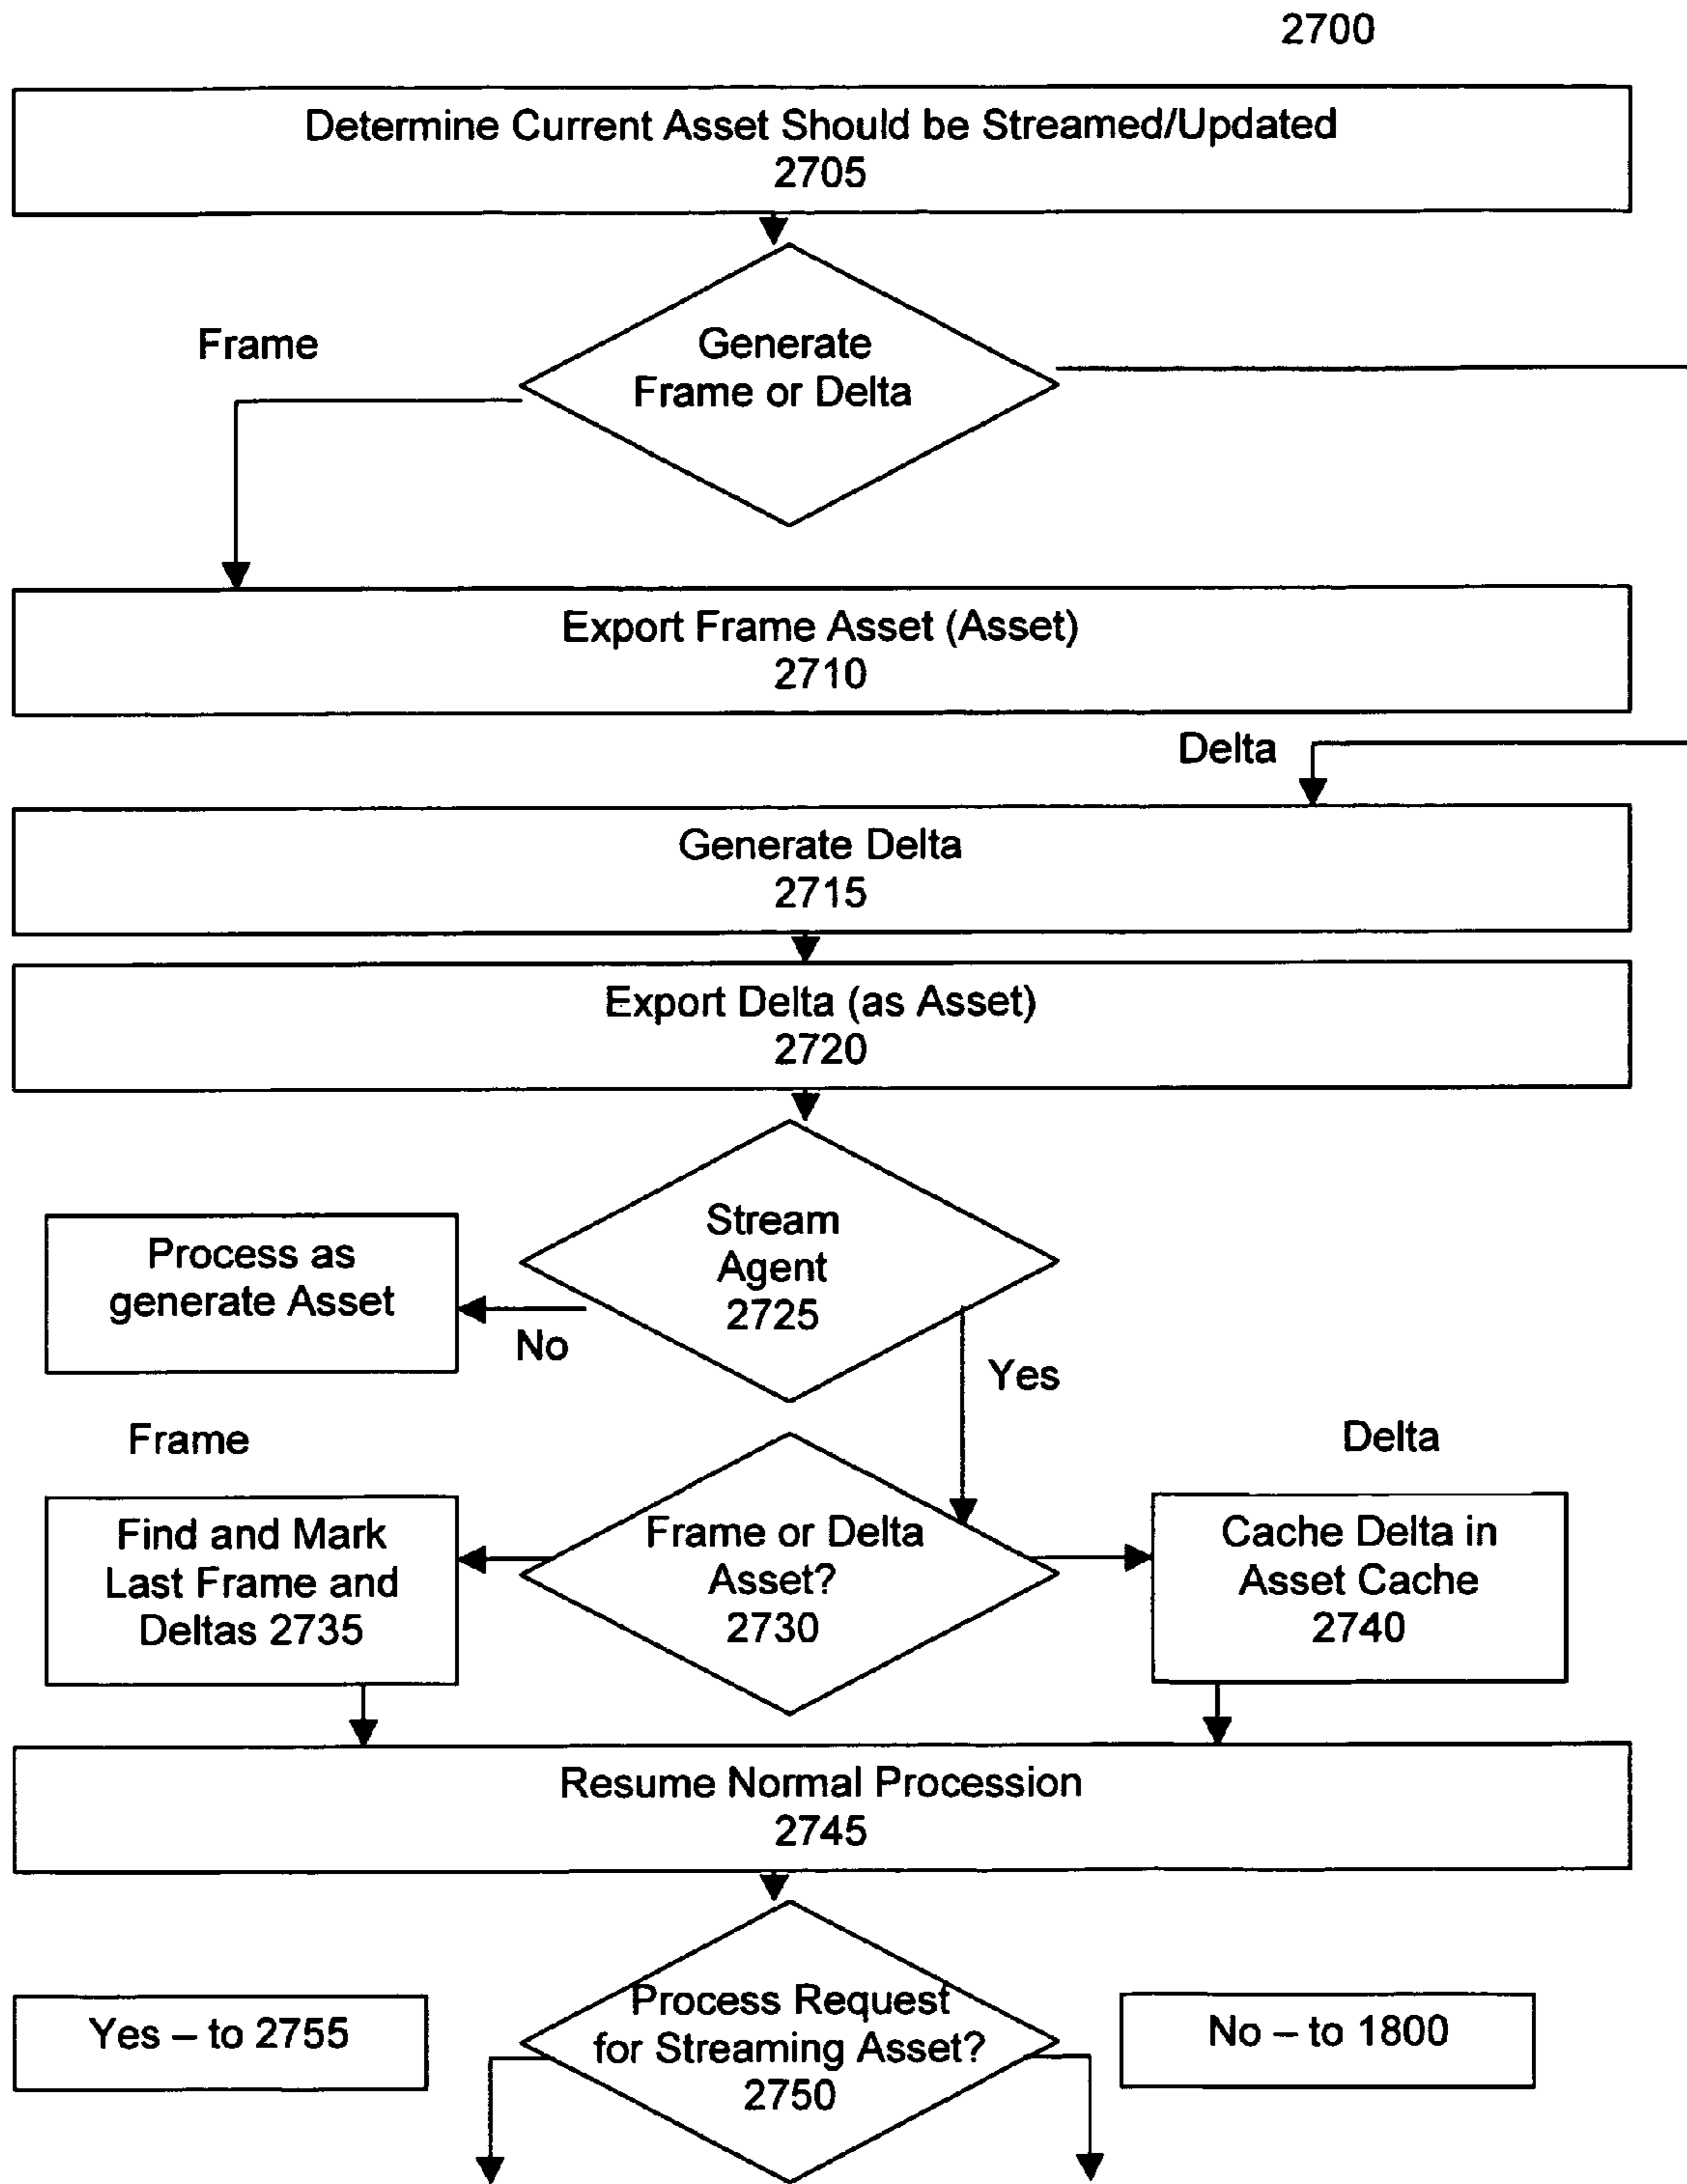 2700
Determine Current Asset Should be Streamed/Updated
2705
Frame
Generate
Frame or Delta
Export Frame Asset (Asset)
2710
Delta
Generate Delta
2715
Export Delta (as Asset)
2720
Stream
Agent
2725
Process as
generate Asset
No
Yes
Frame
Delta
Find and Mark
Last Frame and
Deltas 2735
Frame or Delta
Asset?
2730
Cache Delta in
Asset Cache
2740
Resume Normal Procession
2745
Yes – to 2755
Process Request
for Streaming Asset?
2750
No – to 1800